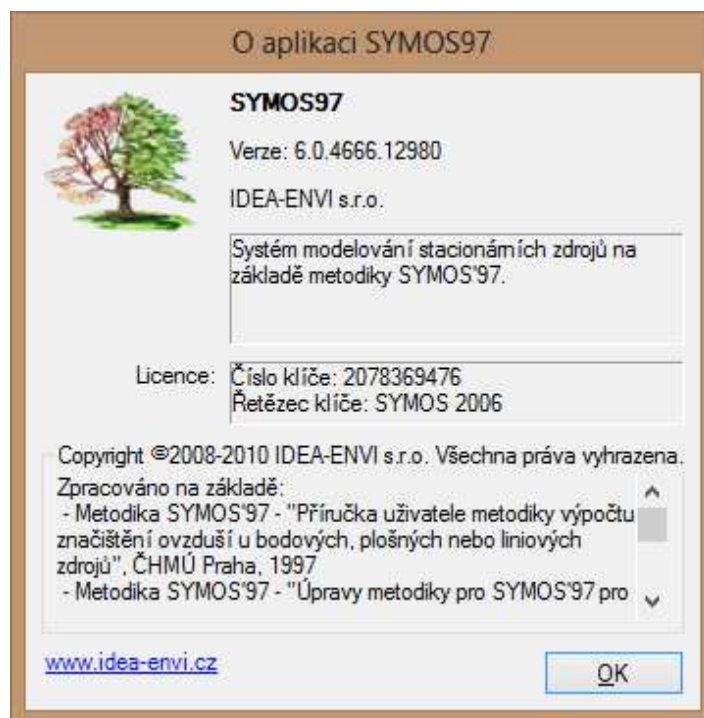 O aplikaci SYMOS97
SYMOS97
Verze: 6.0.4666.12980
IDEA-ENVI s.r.o.
Systém modelování stacionárních zdrojů na
základě metodiky SYMOS'97.
Licence:
Číslo klíče: 2078369476
Řetězec klíče: SYMOS 2006
Copyright ©2008-2010 IDEA-ENVI s.r.o. Všechna práva vyhrazena.
Zpracováno na základě:
- Metodika SYMOS'97 - "Příručka uživatele metodiky výpočtu
značištění ovzduší u bodových, plošných nebo liniových
zdrojů", ČHMÚ Praha, 1997
- Metodika SYMOS'97 - "Úpravy metodiky pro SYMOS'97 pro
www.idea-envi.cz
OK